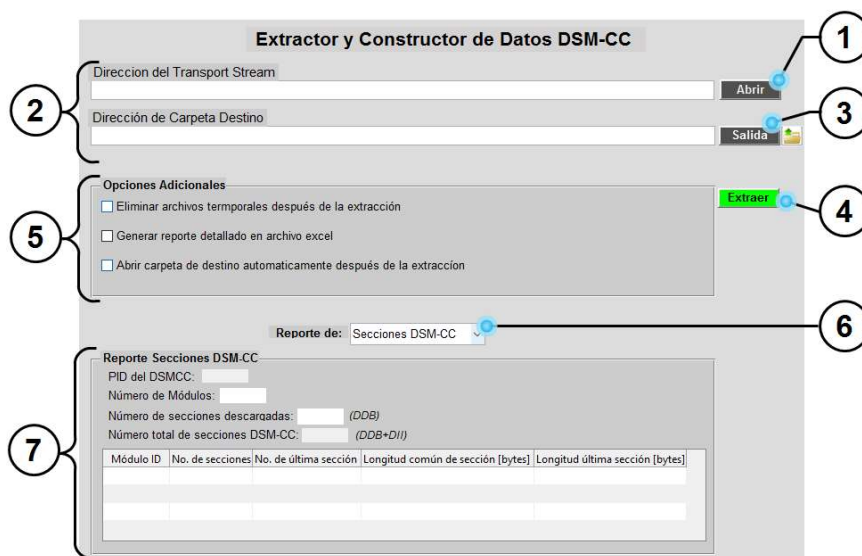 Extractor y Constructor de Datos DSM-CC
1
Direccion del Transport Stream
Abrir
2
Dirección de Carpeta Destino
3
Salida
Opciones Adicionales
Extraer
Eliminar archivos termporales después de la extracción
4
5
Generar reporte detallado en archivo excel
Abrir carpeta de destino automaticamente después de la extraccíon
Reporte de: Secciones DSM-CC
6
Reporte Secciones DSM-CC
PID del DSMCC:
Número de Módulos:
Número de secciones descargadas: (DDB)
Número total de secciones DSM-CC: (DDB+DII)
7
Módulo ID No. de secciones No. de última sección Longitud común de sección [bytes] Longitud última sección [bytes]